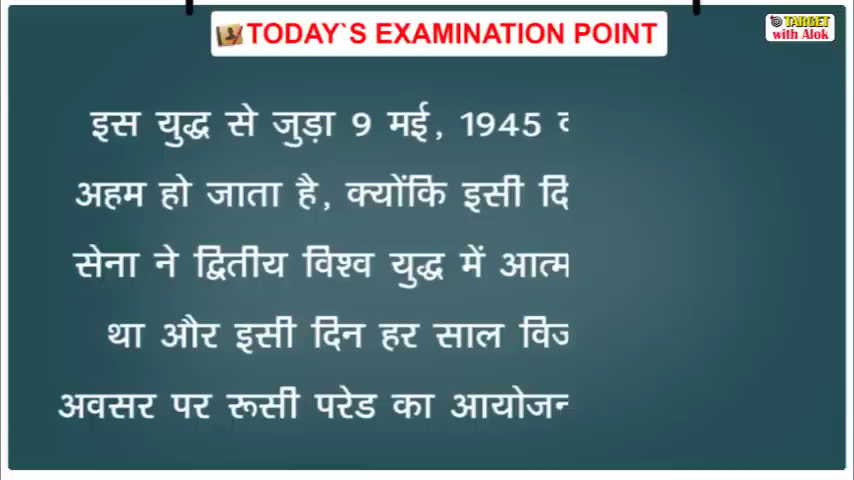 TODAY`S EXAMINATION POINT
TARGET
with Alok
इस युद्ध से जुड़ा 9 मई, 1945
अहम हो जाता है, क्योंकि इसी
सेना ने द्वितीय विश्व युद्ध में
था और इसी दिन हर साल
अवसर पर रूसी परेड का